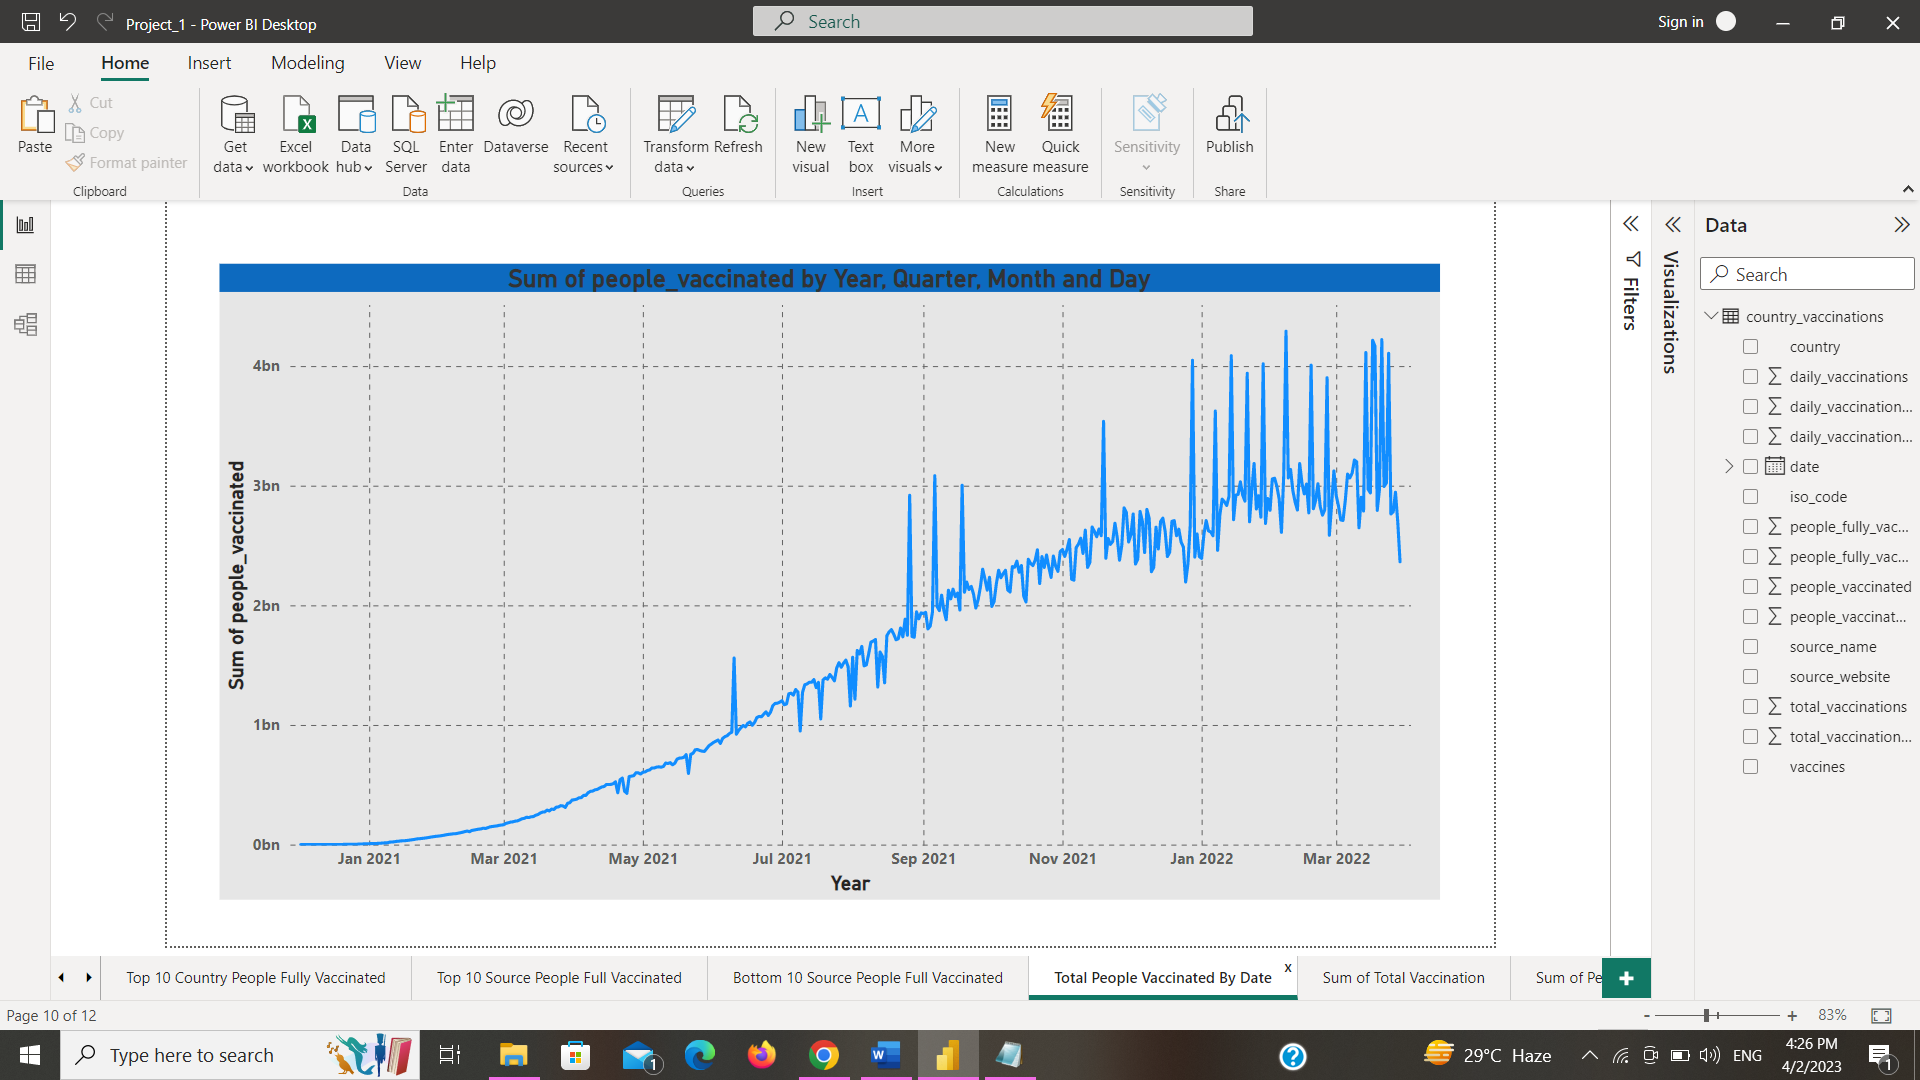 Project_1 - Power BI Desktop
Search
Sign in
File
Home
Insert
Modeling
View
Help
Paste
Cut
Copy
Format painter
Clipboard
Get data
Excel workbook
Data hub
SQL Server
Enter data
Dataverse
Recent sources
Data
Transform data
Refresh
Queries
New visual
Text box
More visuals
Insert
New measure
Quick measure
Calculations
Sensitivity
Sensitivity
Publish
Share
Sum of people_vaccinated by Year, Quarter, Month and Day
Sum of people_vaccinated
4bn
3bn
2bn
1bn
0bn
Jan 2021
Mar 2021
May 2021
Jul 2021
Sep 2021
Nov 2021
Jan 2022
Mar 2022
Year
Filters
Visualizations
Data
Search
country_vaccinations
country
daily_vaccinations
daily_vaccination...
daily_vaccination...
date
iso_code
people_fully_vac...
people_fully_vac...
people_vaccinated
people_vaccinat...
source_name
source_website
total_vaccinations
total_vaccination...
vaccines
Top 10 Country People Fully Vaccinated
Top 10 Source People Full Vaccinated
Bottom 10 Source People Full Vaccinated
Total People Vaccinated By Date
x
Sum of Total Vaccination
Sum of Pe
Page 10 of 12
- + 83%
Type here to search
1
29°C Haze
ENG
4:26 PM
4/2/2023
1